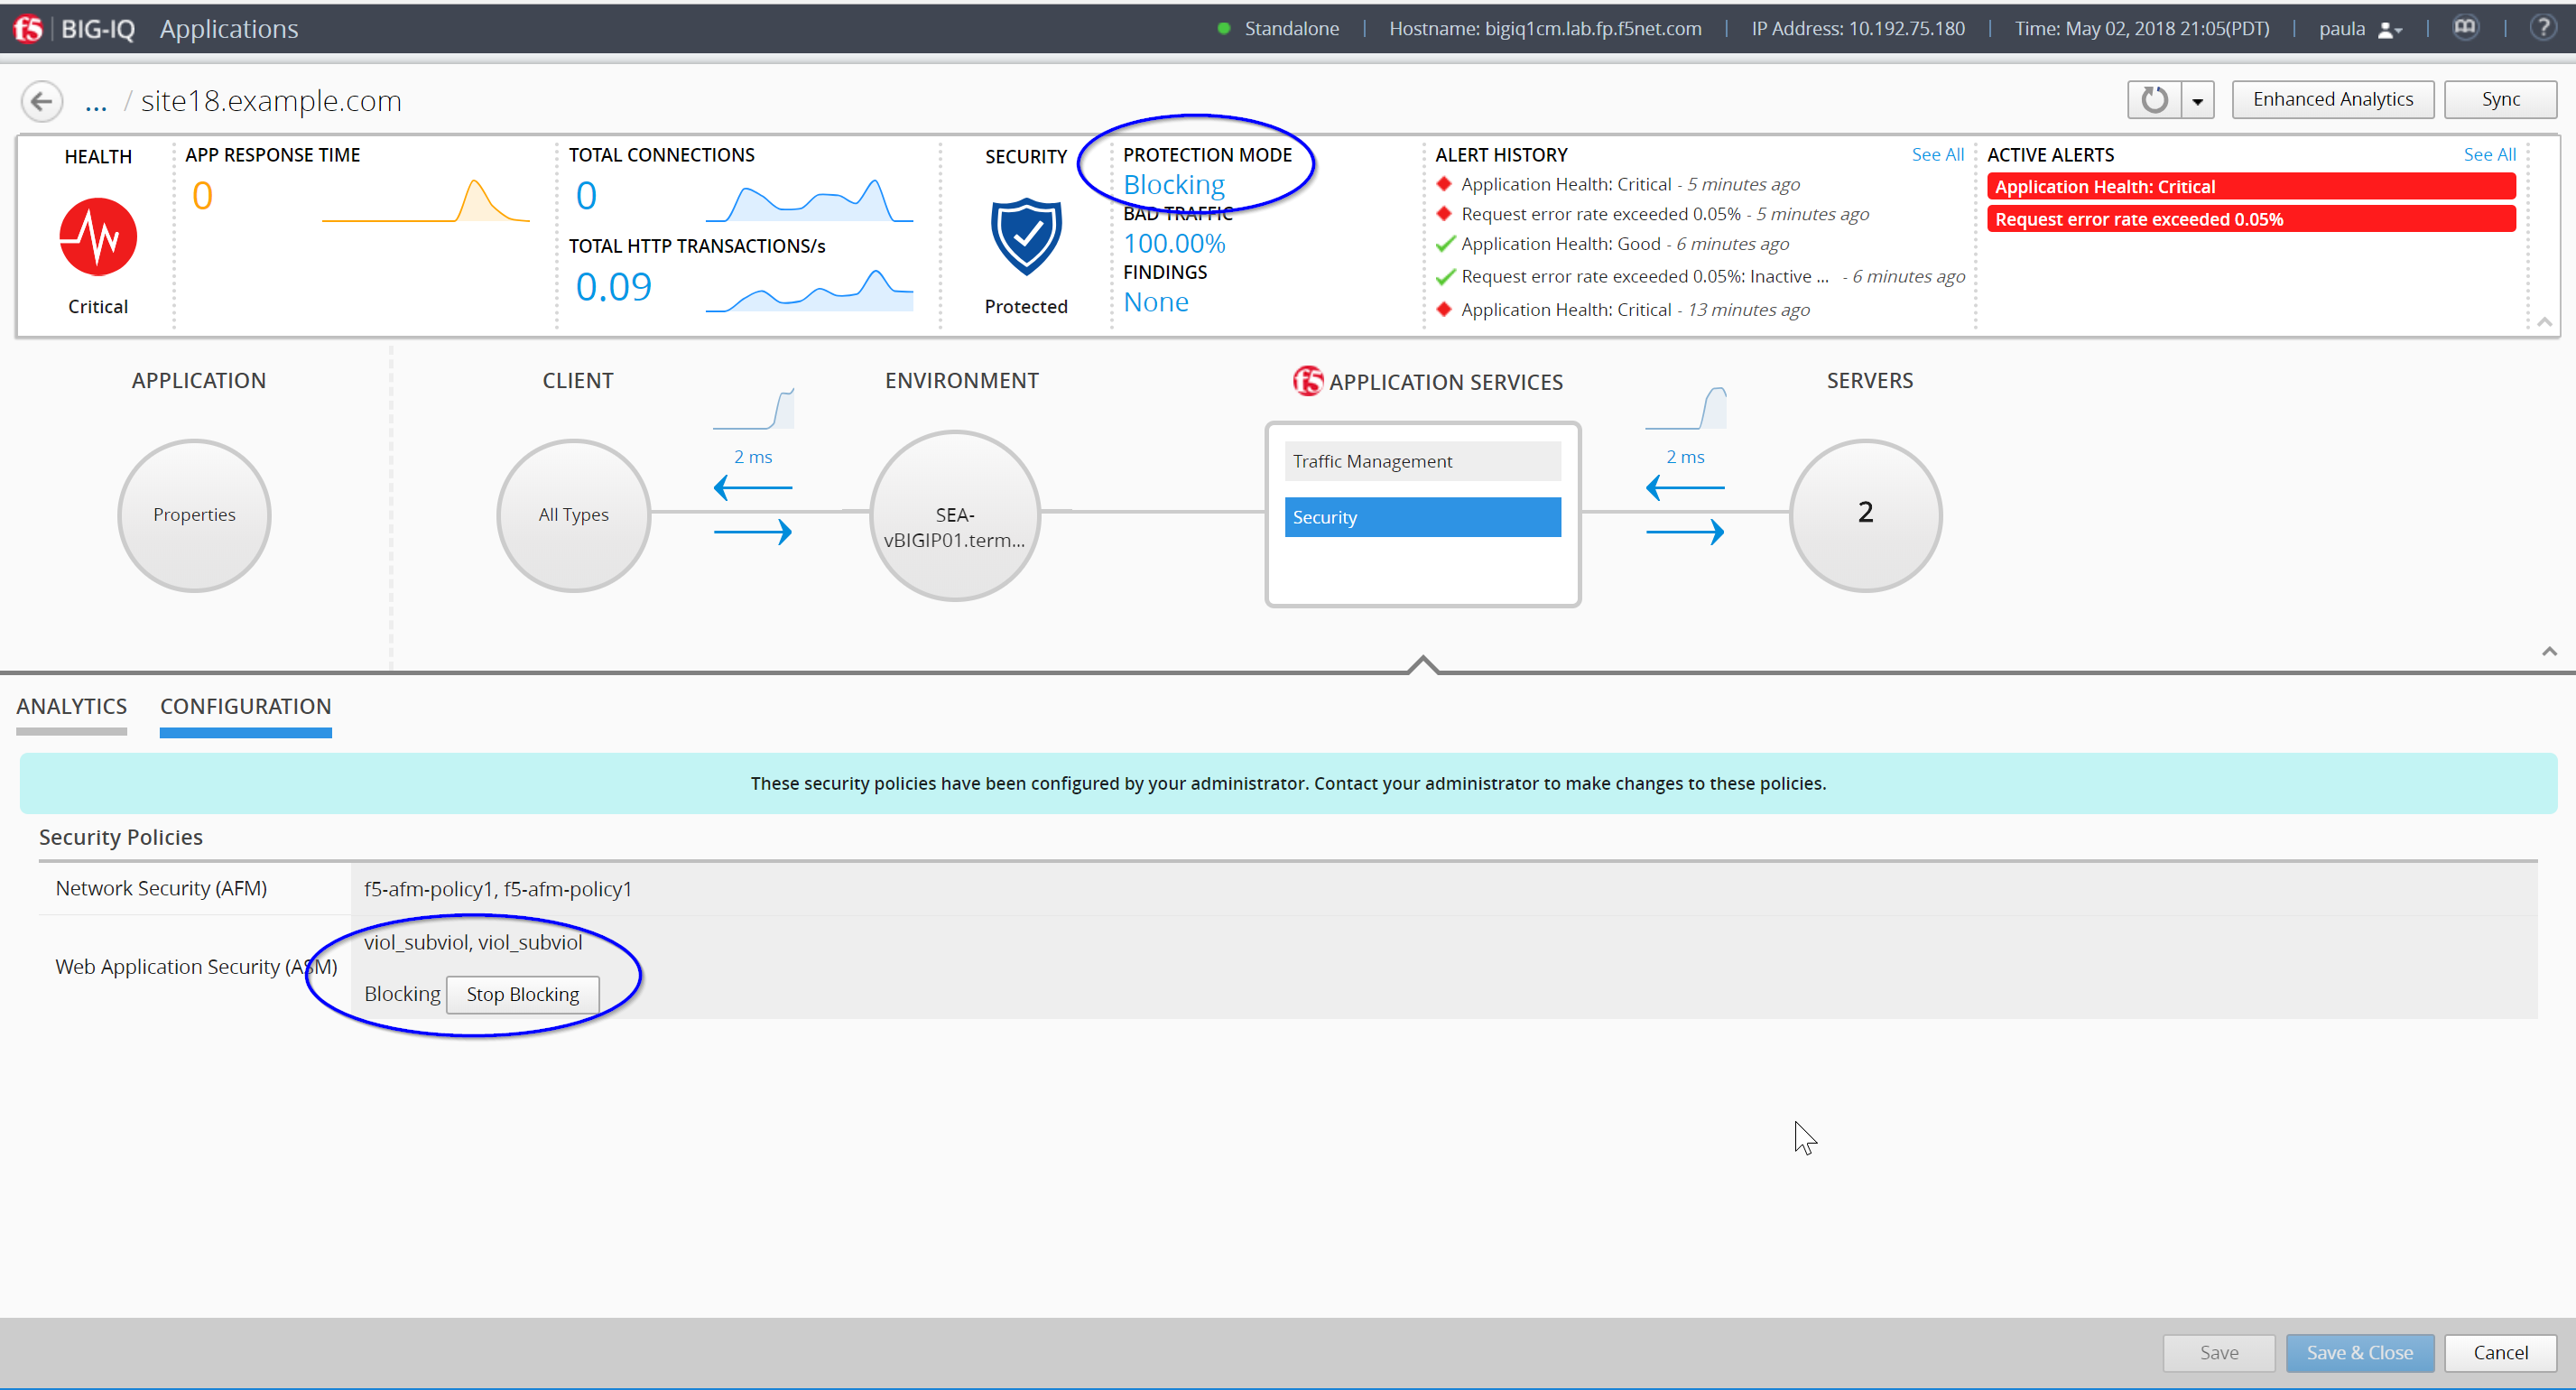 f5 BIG-IQ Applications Standalone Hostname: bigiq1cm.lab.fp.f5net.com IP Address: 10.192.75.180 Time: May 02, 2018 21:05(PDT) paula ?
... / site18.example.com Enhanced Analytics Sync
HEALTH
Critical
APP RESPONSE TIME
0
TOTAL CONNECTIONS
0
TOTAL HTTP TRANSACTIONS/s
0.09
SECURITY
Protected
PROTECTION MODE
Blocking
BAD TRAFFIC
100.00%
FINDINGS
None
ALERT HISTORY See All
Application Health: Critical - 5 minutes ago
Request error rate exceeded 0.05% - 5 minutes ago
Application Health: Good - 6 minutes ago
Request error rate exceeded 0.05%: Inactive ... - 6 minutes ago
Application Health: Critical - 13 minutes ago
ACTIVE ALERTS See All
Application Health: Critical
Request error rate exceeded 0.05%
APPLICATION CLIENT ENVIRONMENT f5 APPLICATION SERVICES SERVERS
Properties
All Types
2 ms
SEA-
vBIGIP01.term...
Traffic Management
Security
2 ms
2
ANALYTICS CONFIGURATION
These security policies have been configured by your administrator. Contact your administrator to make changes to these policies.
Security Policies
Network Security (AFM) f5-afm-policy1, f5-afm-policy1
Web Application Security (ASM) viol_subviol, viol_subviol
Blocking Stop Blocking
Save Save & Close Cancel